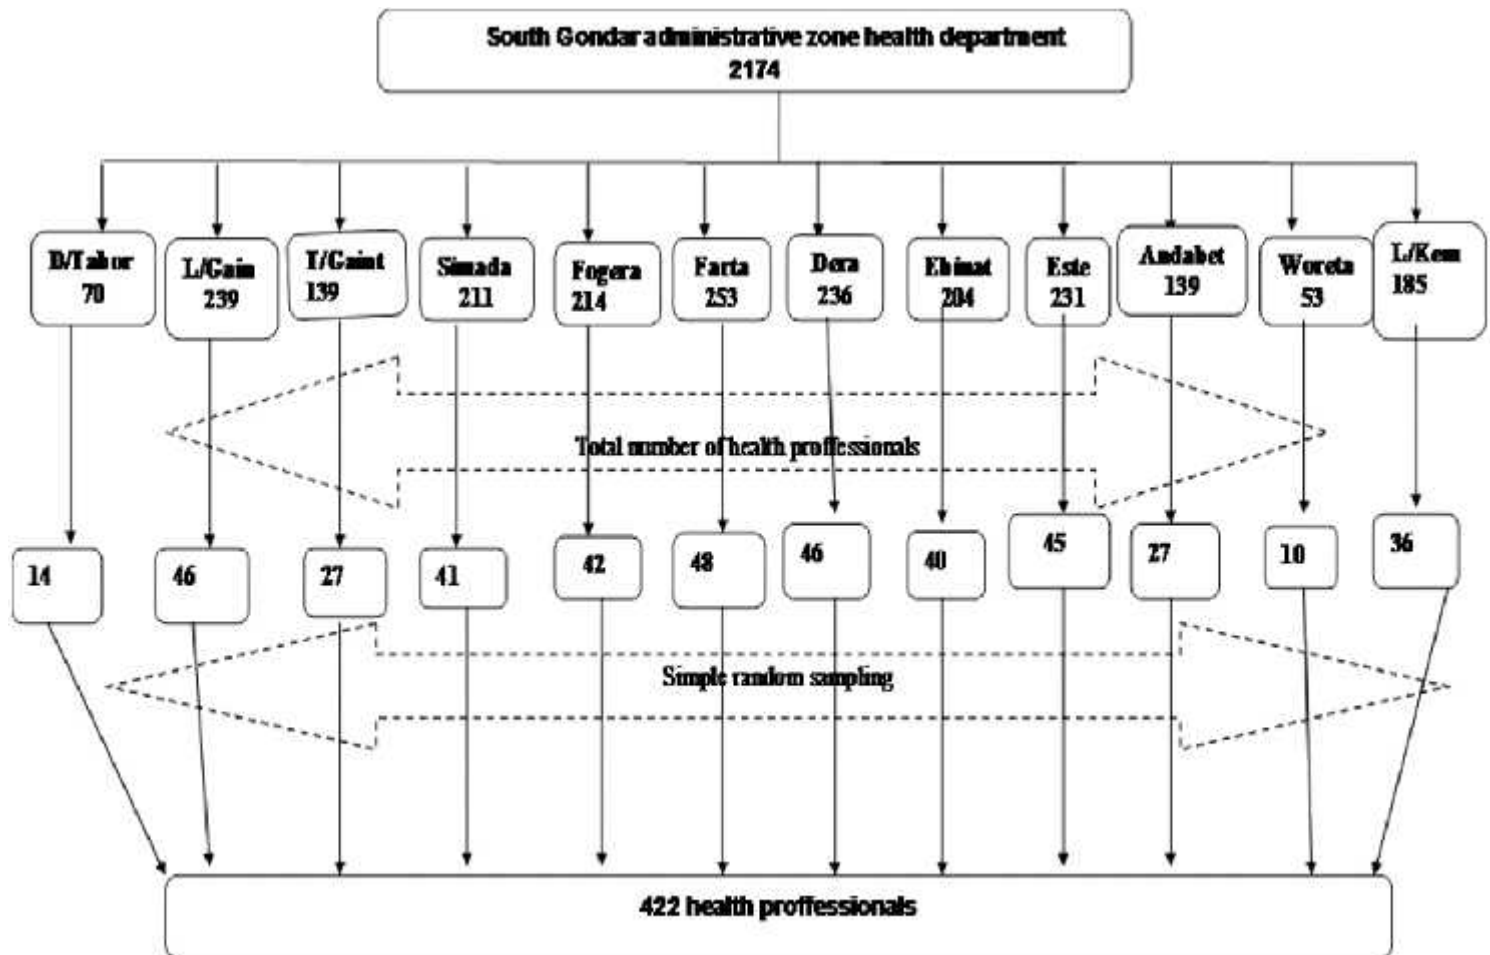 South Gondar administrative zone health department
2174
D/Tabor
70
L/Gain
239
T/Gaint
139
Simada
211
Fogera
214
Farta
253
Dera
236
Ebinat
204
Este
231
Andabet
139
Woreta
53
L/Kem
185
Total number of health proffessionals
14
46
27
41
42
48
46
40
45
27
10
36
Simple random sampling
422 health proffessionals